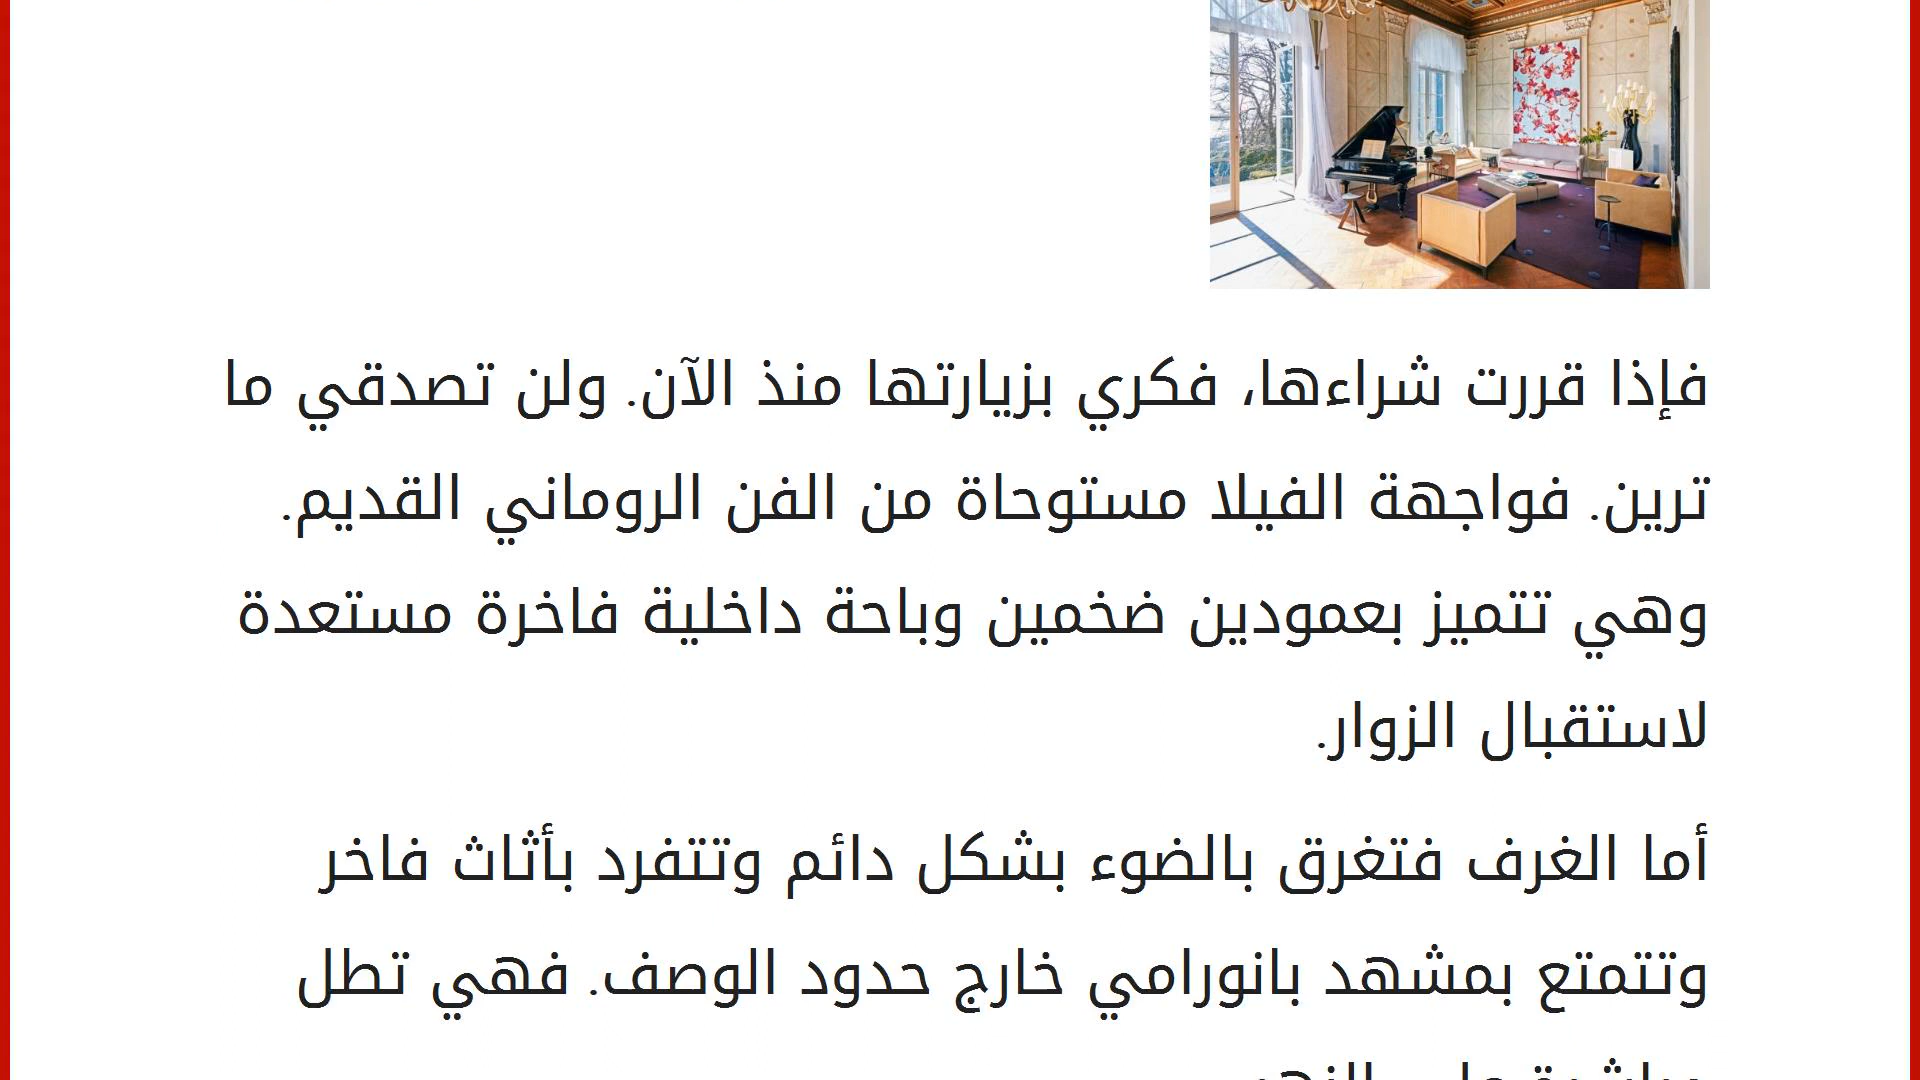 فإذا قررت شراءها، فكري بزيارتها منذ الآن. ولن تصدقي ما
ترين. فواجهة الفيلا مستوحاة من الفن الروماني القديم.
وهي تتميز بعمودين ضخمين وباحة داخلية فاخرة مستعدة
لاستقبال الزوار.
أما الغرف فتغرق بالضوء بشكل دائم وتتفرد بأثاث فاخر
وتتمتع بمشهد بانورامي خارج حدود الوصف. فهي تطل